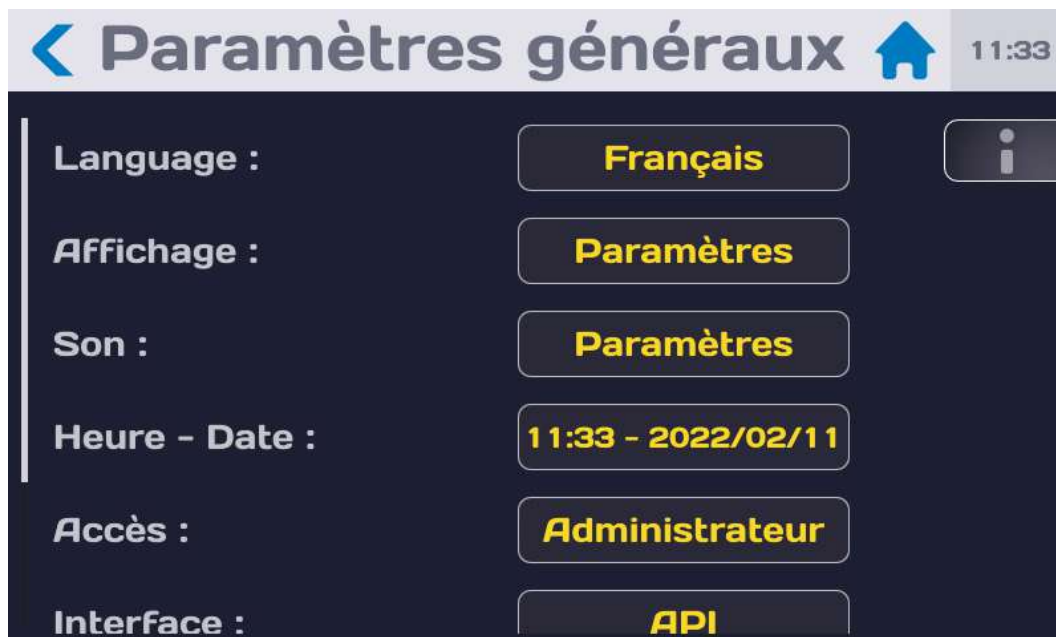 Paramètres généraux 11:33
Language : Français
Affichage : Paramètres
Son : Paramètres
Heure - Date : 11:33 - 2022/02/11
Accès : Administrateur
Interface : API